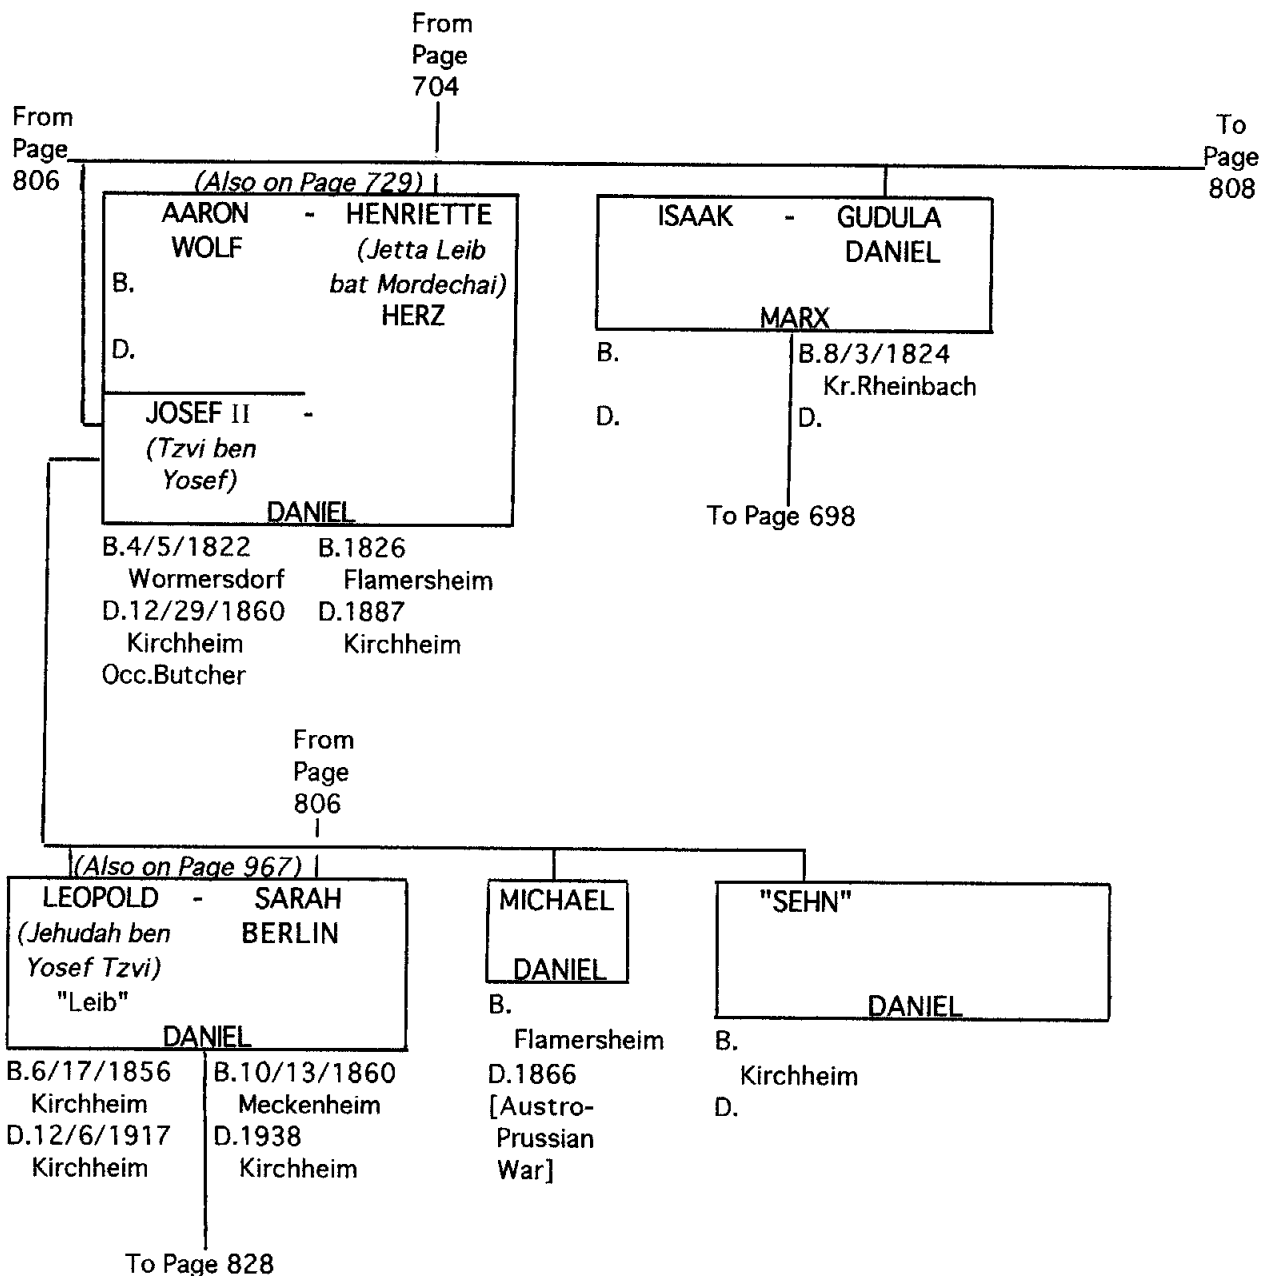 From
Page
704
From
Page
806
To
Page
808
(Also on Page 729)
AARON - HENRIETTE
WOLF (Jetta Leib
B. bat Mordechai)
HERZ
D.
JOSEF II -
(Tzvi ben
Yosef)
DANIEL
B.4/5/1822 B.1826
Wormersdorf Flamersheim
D.12/29/1860 D.1887
Kirchheim Kirchheim
Occ.Butcher
ISAAK - GUDULA
DANIEL
MARX
B. B.8/3/1824
Kr.Rheinbach
D. D.
To Page 698
From
Page
806
(Also on Page 967)
LEOPOLD - SARAH
(Jehudah ben BERLIN
Yosef Tzvi)
"Leib"
DANIEL
B.6/17/1856 B.10/13/1860
Kirchheim Meckenheim
D.12/6/1917 D.1938
Kirchheim Kirchheim
To Page 828
MICHAEL
DANIEL
B.
Flamersheim
D.1866
[Austro-
Prussian
War]
"SEHN"
DANIEL
B.
Kirchheim
D.